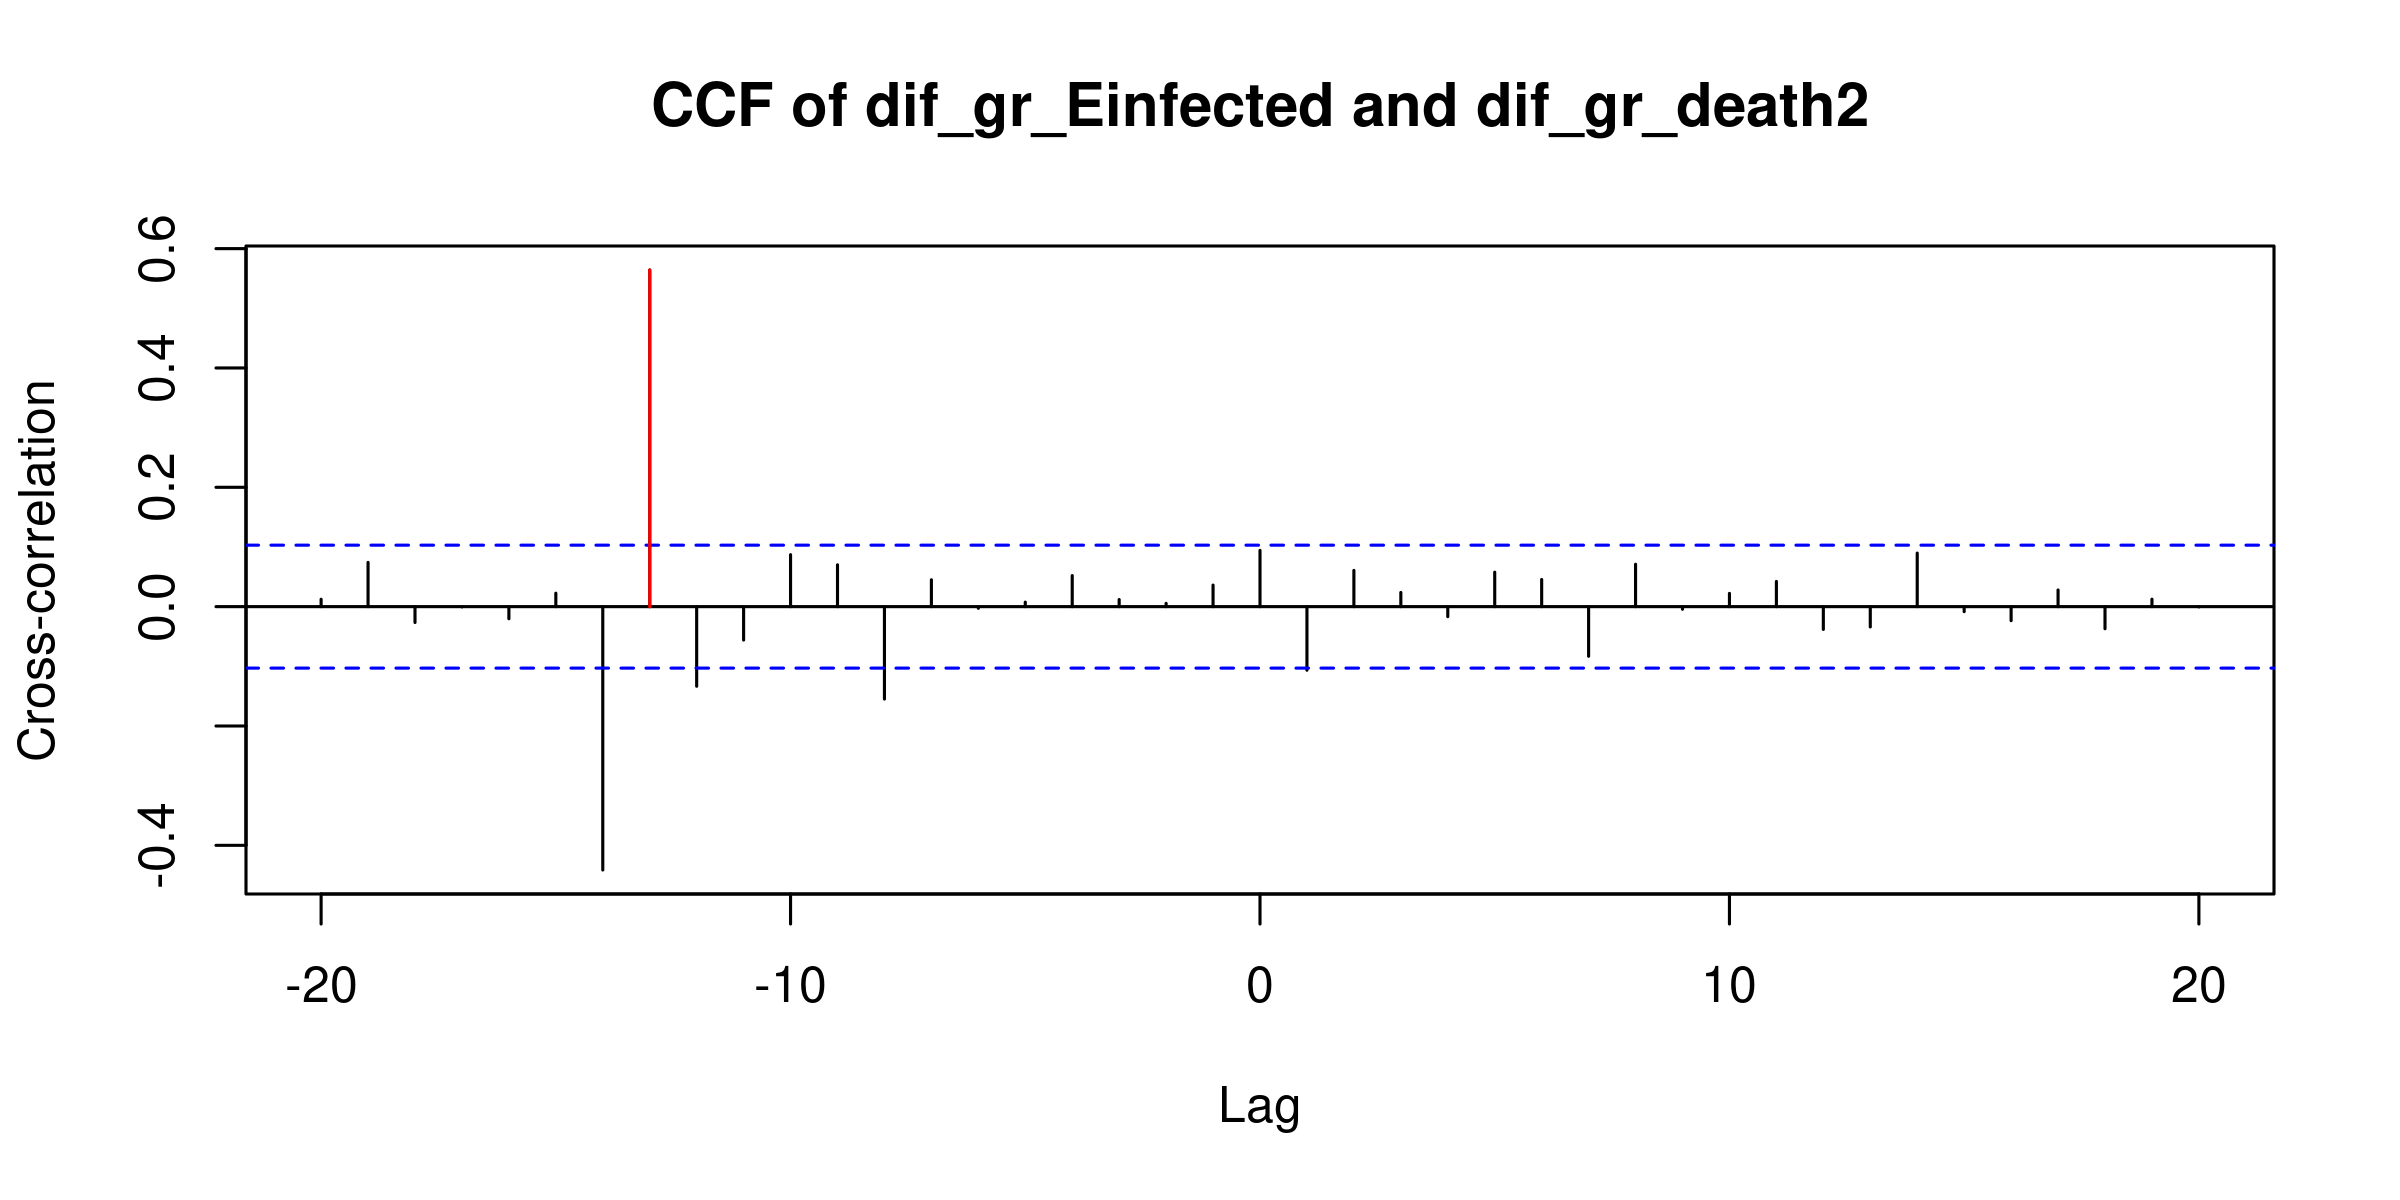 CCF of dif_gr_Einfected and dif_gr_death2
Cross-correlation
0.6
0.4
0.2
0.0
-0.4
-20 -10 0 10 20
Lag